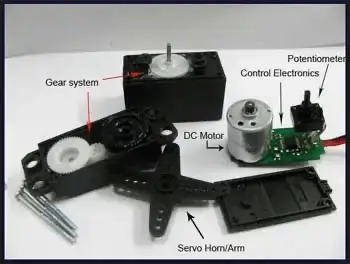 Potentiometer
Gear system
Control Electronics
DC Motor
Servo Horn/Arm